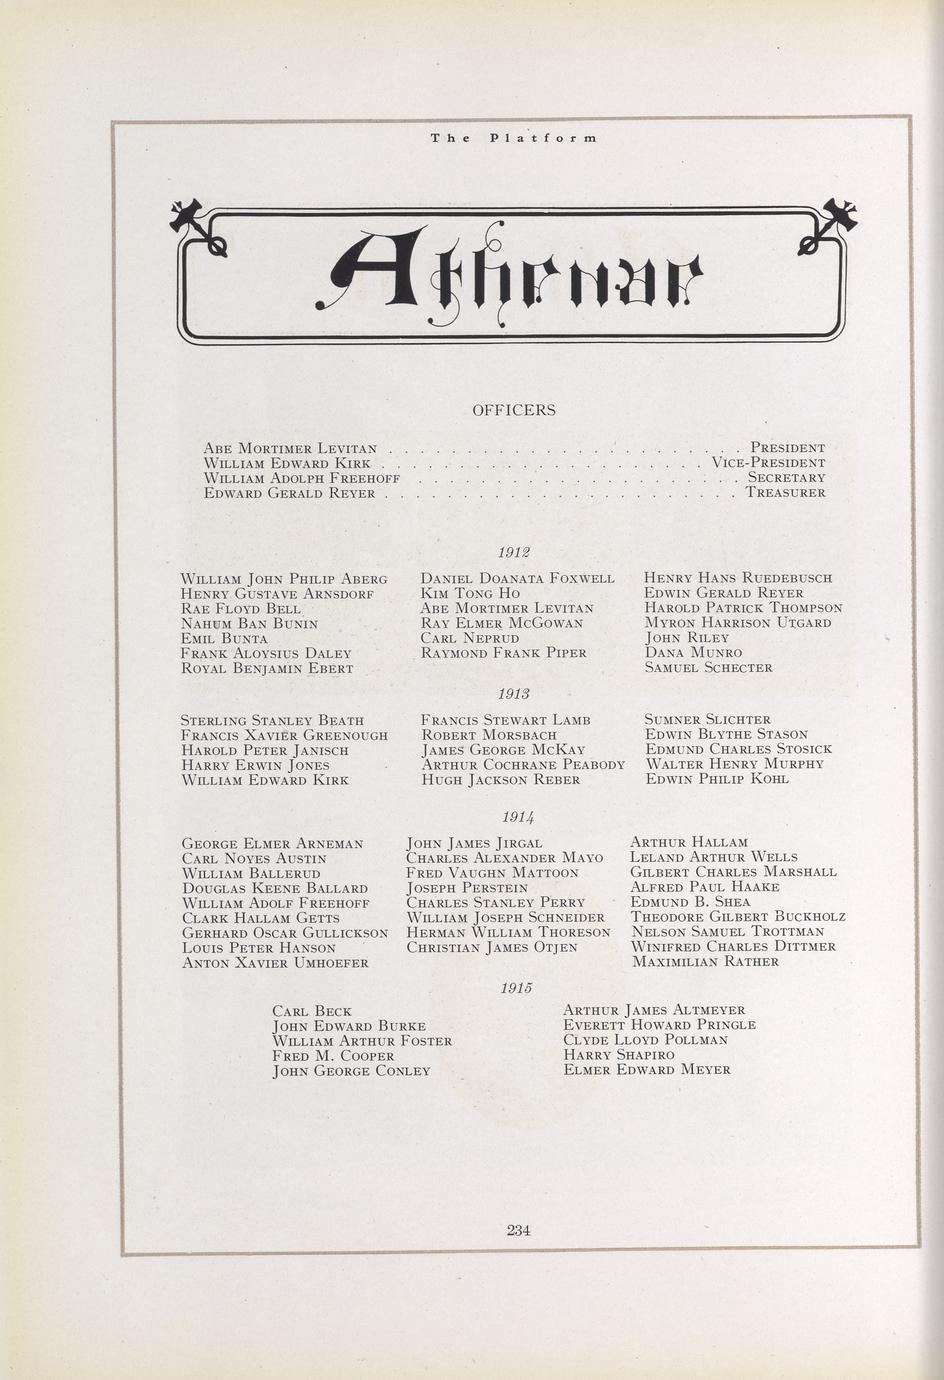 The Platform
Athenae
OFFICERS
ABE MORTIMER LEVITAN . . . . . . . . . . . . . . . . . . . . . . . PRESIDENT
WILLIAM EDWARD KIRK . . . . . . . . . . . . . . . . . . . . . VICE-PRESIDENT
WILLIAM ADOLPH FREEHOFF . . . . . . . . . . . . . . . . . . . . . SECRETARY
EDWARD GERALD REYER . . . . . . . . . . . . . . . . . . . . . . . TREASURER
1912
WILLIAM JOHN PHILIP ABERG
HENRY GUSTAVE ARNSDORF
RAE FLOYD BELL
NAHUM BAN BUNIN
EMIL BUNTA
FRANK ALOYSIUS DALEY
ROYAL BENJAMIN EBERT
DANIEL DOANATA FOXWELL
KIM TONG HO
ABE MORTIMER LEVITAN
RAY ELMER MCGOWAN
CARL NEPRUD
RAYMOND FRANK PIPER
HENRY HANS RUEDEBUSCH
EDWIN GERALD REYER
HAROLD PATRICK THOMPSON
MYRON HARRISON UTGARD
JOHN RILEY
DANA MUNRO
SAMUEL SCHECTER
1913
STERLING STANLEY BEATH
FRANCIS XAVIER GREENOUGH
HAROLD PETER JANISCH
HARRY ERWIN JONES
WILLIAM EDWARD KIRK
FRANCIS STEWART LAMB
ROBERT MORSBACH
JAMES GEORGE MCKAY
ARTHUR COCHRANE PEABODY
HUGH JACKSON REBER
SUMNER SLICHTER
EDWIN BLYTHE STASON
EDMUND CHARLES STOSICK
WALTER HENRY MURPHY
EDWIN PHILIP KOHL
1914
GEORGE ELMER ARNEMAN
CARL NOYES AUSTIN
WILLIAM BALLERUD
DOUGLAS KEENE BALLARD
WILLIAM ADOLF FREEHOFF
CLARK HALLAM GETTS
GERHARD OSCAR GULLICKSON
LOUIS PETER HANSON
ANTON XAVIER UMHOEFER
JOHN JAMES JIRGAL
CHARLES ALEXANDER MAYO
FRED VAUGHN MATTOON
JOSEPH PERSTEIN
CHARLES STANLEY PERRY
WILLIAM JOSEPH SCHNEIDER
HERMAN WILLIAM THORESON
CHRISTIAN JAMES OTJEN
ARTHUR HALLAM
LELAND ARTHUR WELLS
GILBERT CHARLES MARSHALL
ALFRED PAUL HAAKE
EDMUND B. SHEA
THEODORE GILBERT BUCKHOLZ
NELSON SAMUEL TROTTMAN
WINIFRED CHARLES DITTMER
MAXIMILIAN RATHER
1915
CARL BECK
JOHN EDWARD BURKE
WILLIAM ARTHUR FOSTER
FRED M. COOPER
JOHN GEORGE CONLEY
ARTHUR JAMES ALTMEYER
EVERETT HOWARD PRINGLE
CLYDE LLOYD POLLMAN
HARRY SHAPIRO
ELMER EDWARD MEYER
234